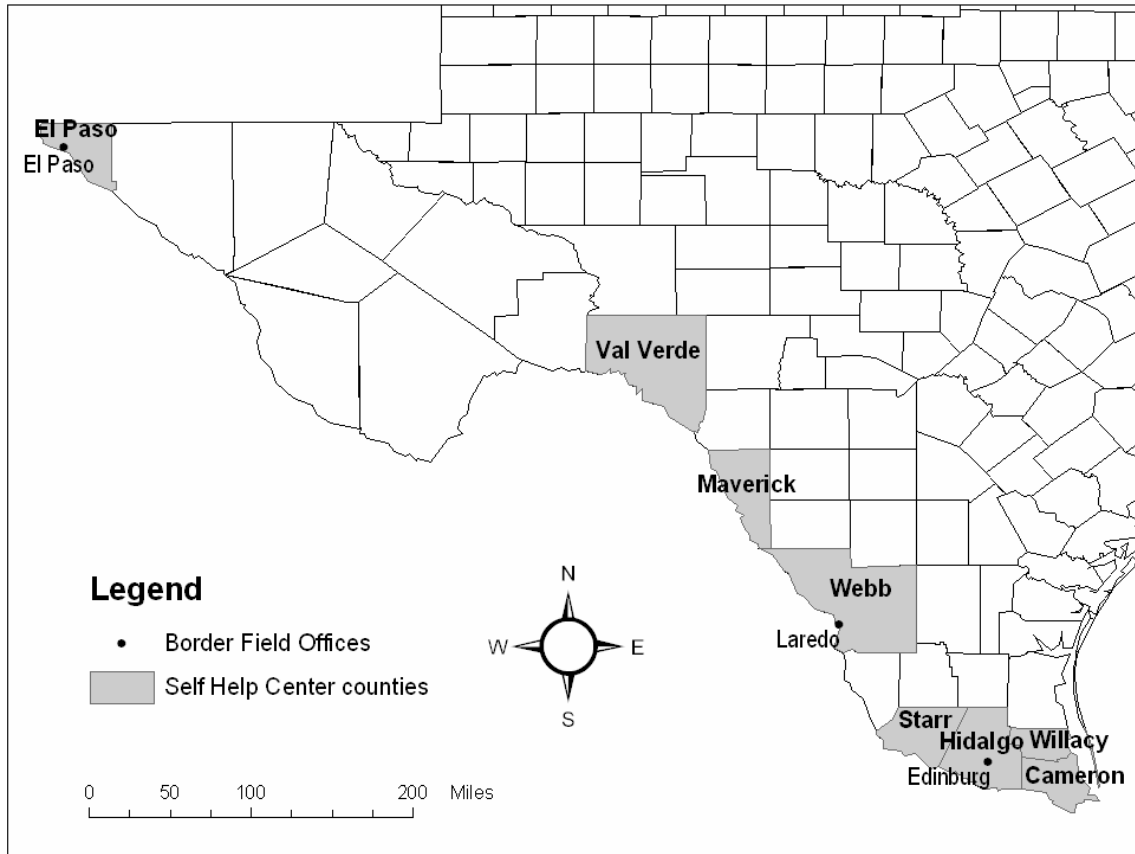 El Paso
El Paso
Val Verde
Maverick
Webb
Laredo
Starr
Hidalgo Willacy
Edinburg Cameron
Legend
Border Field Offices
Self Help Center counties
N
W E
S
0 50 100 200 Miles